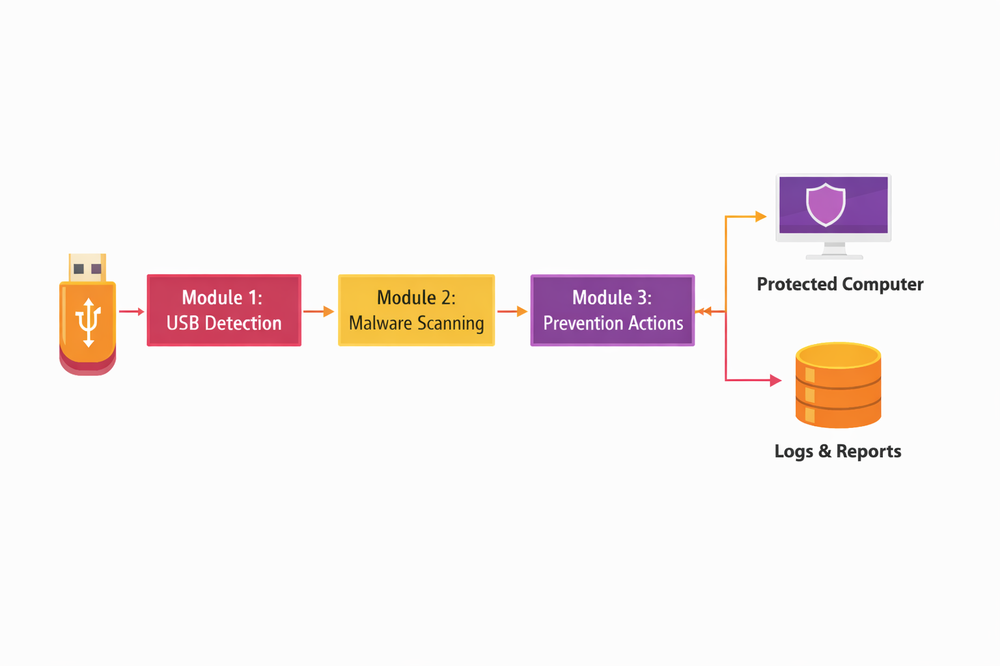 Module 1:
USB Detection
Module 2:
Malware Scanning
Module 3:
Prevention Actions
Protected Computer
Logs & Reports